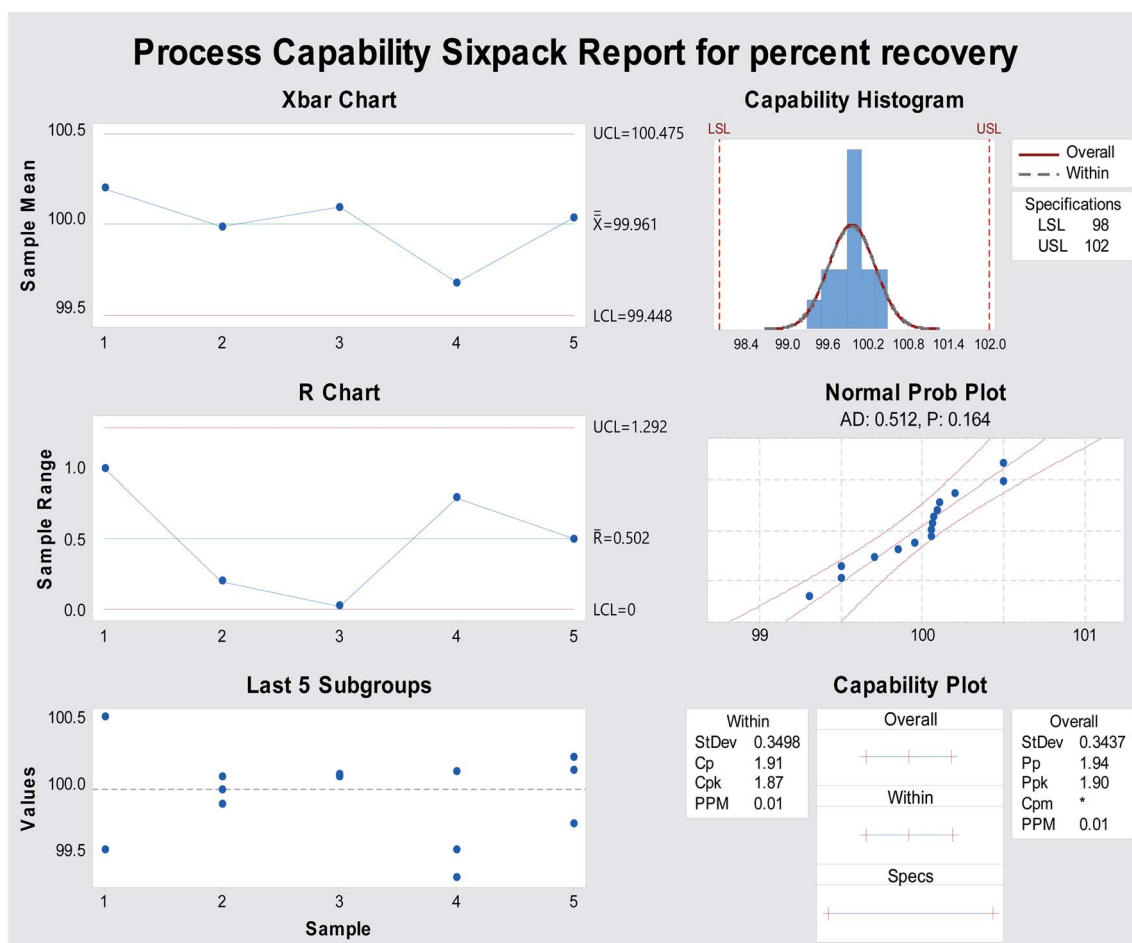 Process Capability Sixpack Report for percent recovery
Xbar Chart
Sample Mean
100.5
100.0
99.5
1 2 3 4 5
UCL=100.475
X̿=99.961
LCL=99.448
Capability Histogram
LSL USL
98.4 99.0 99.6 100.2 100.8 101.4 102.0
Overall
Within
Specifications
LSL 98
USL 102
R Chart
Sample Range
1.0
0.5
0.0
1 2 3 4 5
UCL=1.292
R̄=0.502
LCL=0
Normal Prob Plot
AD: 0.512, P: 0.164
99 100 101
Last 5 Subgroups
Values
100.5
100.0
99.5
1 2 3 4 5
Sample
Capability Plot
Within
StDev 0.3498
Cp 1.91
Cpk 1.87
PPM 0.01
Overall
Within
Specs
Overall
StDev 0.3437
Pp 1.94
Ppk 1.90
Cpm *
PPM 0.01